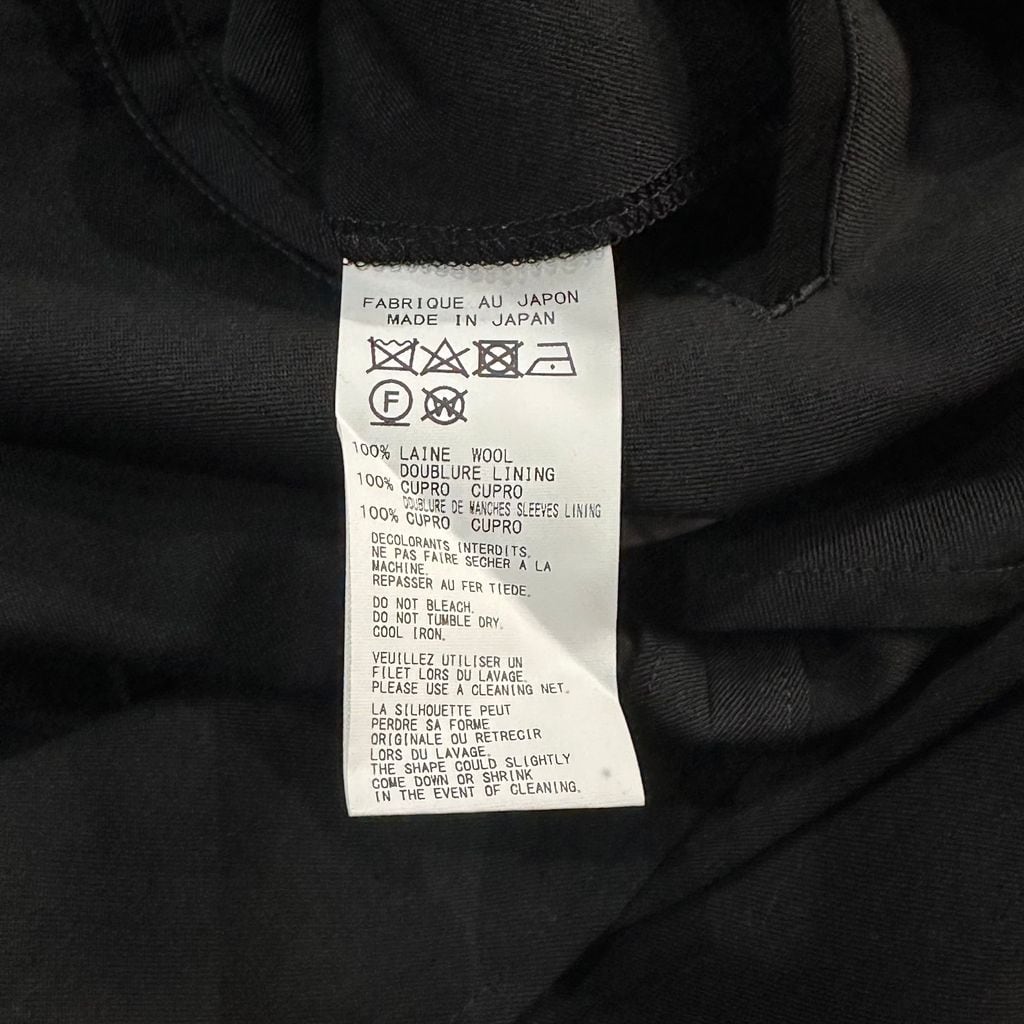 FABRIQUE AU JAPON
MADE IN JAPAN
F
W
100% LAINE WOOL
DOUBLURE LINING
100% CUPRO CUPRO
DOUBLURE DE MANCHES SLEEVES LINING
100% CUPRO CUPRO
DECOLORANTS INTERDITS.
NE PAS FAIRE SECHER A LA
MACHINE.
REPASSER AU FER TIEDE.
DO NOT BLEACH.
DO NOT TUMBLE DRY.
COOL IRON.
VEUILLEZ UTILISER UN
FILET LORS DU LAVAGE.
PLEASE USE A CLEANING NET.
LA SILHOUETTE PEUT
PERDRE SA FORME
ORIGINALE OU RETRECIR
LORS DU LAVAGE.
THE SHAPE COULD SLIGHTLY
COME DOWN OR SHRINK
IN THE EVENT OF CLEANING.